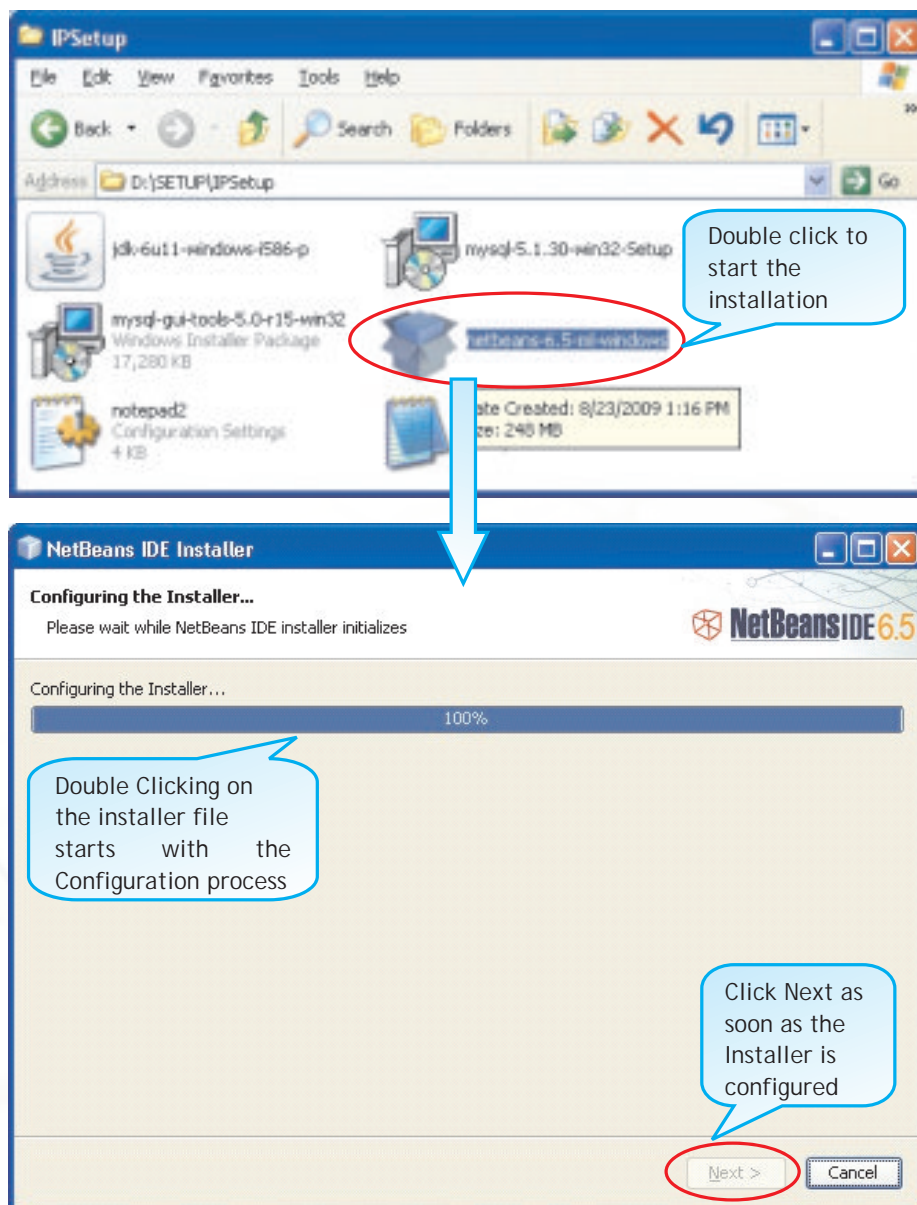 IPSetup
File Edit View Favorites Tools Help
Back Search Folders
Address D:\SETUP\IPSetup Go
jdk-6u11-windows-i586-p
mysql-5.1.30-win32-Setup
Double click to
start the
installation
mysql-gui-tools-5.0-r15-win32
Windows Installer Package
17,280 KB
netbeans-6.5-ml-windows
notepad2
Configuration Settings
4 KB
ate Created: 8/23/2009 1:16 PM
ze: 248 MB
NetBeans IDE Installer
Configuring the Installer...
Please wait while NetBeans IDE installer initializes
NetBeans IDE 6.5
Configuring the Installer...
100%
Double Clicking on
the installer file
starts with the
Configuration process
Click Next as
soon as the
Installer is
configured
Next >
Cancel